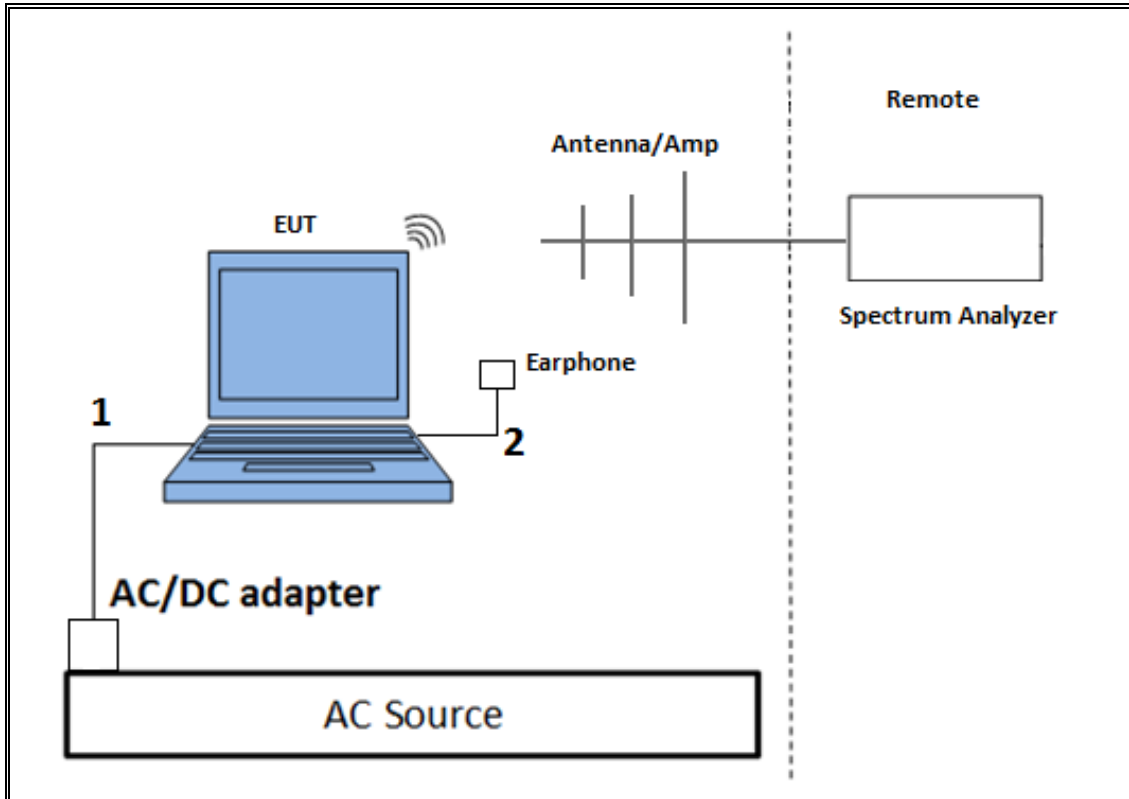 Remote
Antenna/Amp
EUT
Spectrum Analyzer
Earphone
1
2
AC/DC adapter
AC Source